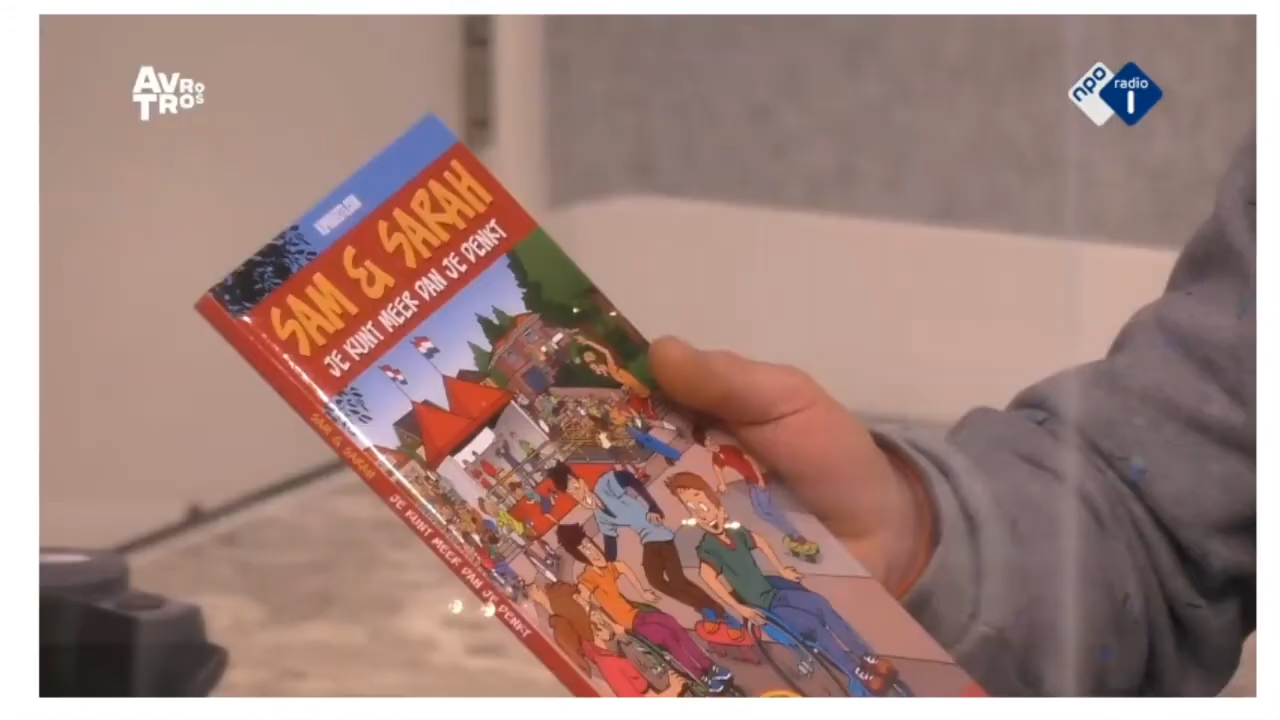 AVRO
TROS
npo
radio
1
SAM & SARAH
JE KUNT MEER DAN JE DENKT
SAM & SARAH JE KUNT MEER DAN JE DENKT